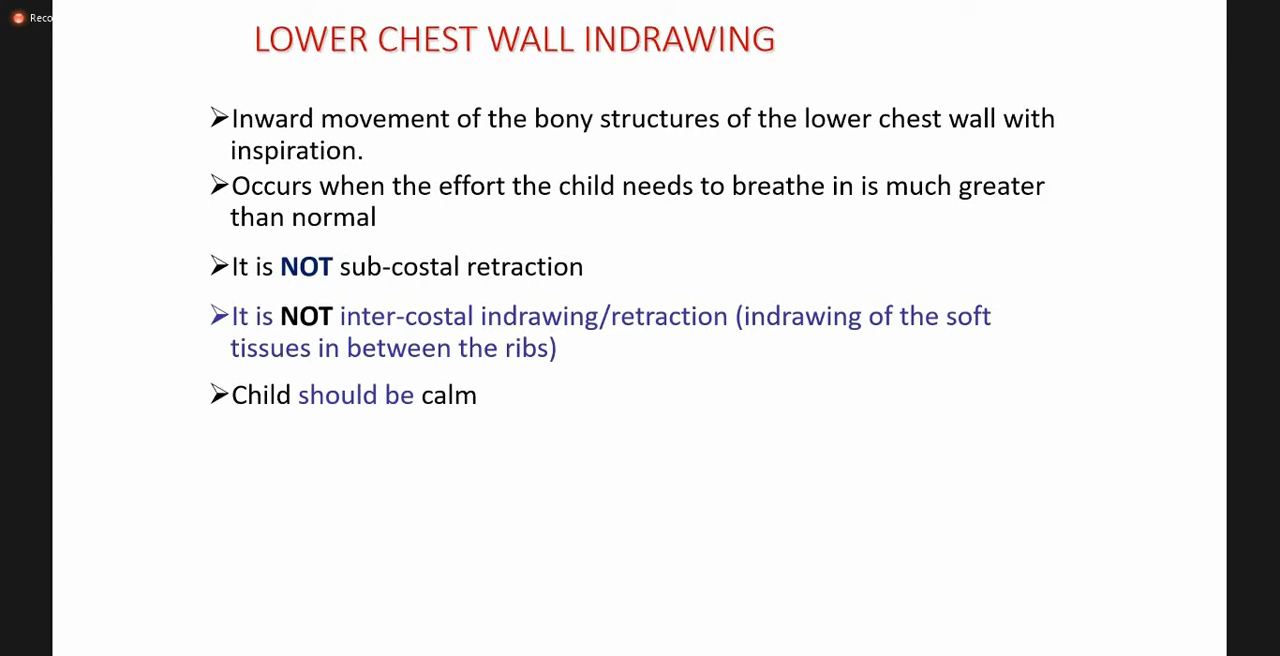 Reco
LOWER CHEST WALL INDRAWING
➢Inward movement of the bony structures of the lower chest wall with
inspiration.
➢Occurs when the effort the child needs to breathe in is much greater
than normal
➢It is NOT sub-costal retraction
➢It is NOT inter-costal indrawing/retraction (indrawing of the soft
tissues in between the ribs)
➢Child should be calm